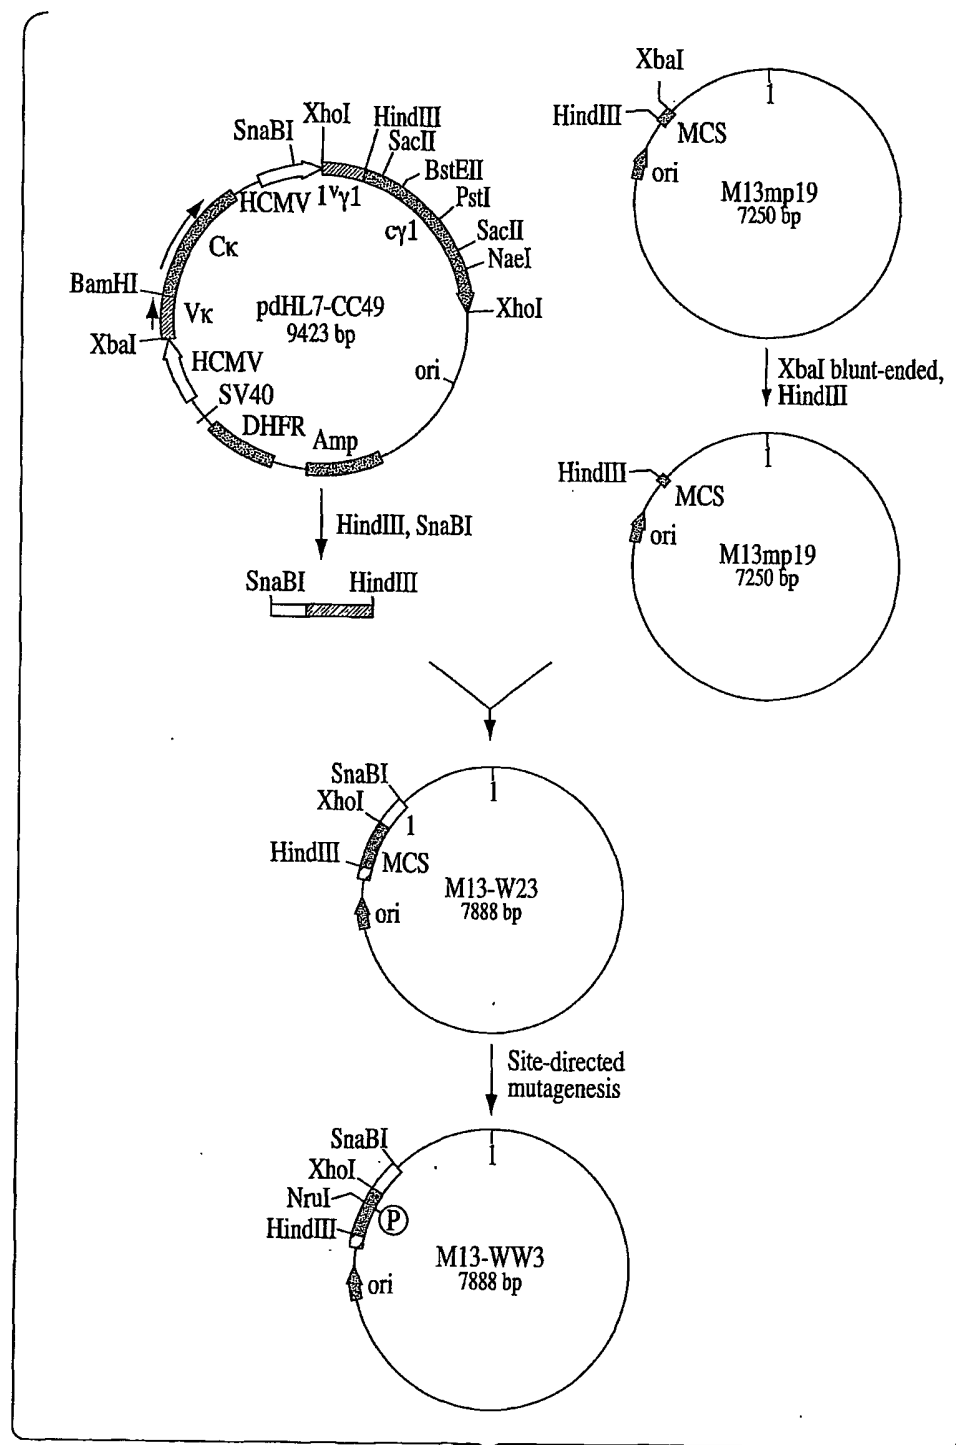 XhoI
HindIII
SnaBI
SacII
BstEII
PstI
HCMV
1
Vγ1
cγ1
SacII
NaeI
Cκ
BamHI
Vκ
pdHL7-CC49
9423 bp
XhoI
XbaI
HCMV
ori
SV40
DHFR
Amp
HindIII, SnaBI
SnaBI HindIII
XbaI
1
HindIII
MCS
ori
M13mp19
7250 bp
XbaI blunt-ended,
HindIII
1
HindIII
MCS
ori
M13mp19
7250 bp
SnaBI
1
XhoI
1
HindIII
MCS
M13-W23
7888 bp
ori
Site-directed
mutagenesis
SnaBI
1
XhoI
NruI
P
HindIII
M13-WW3
7888 bp
ori